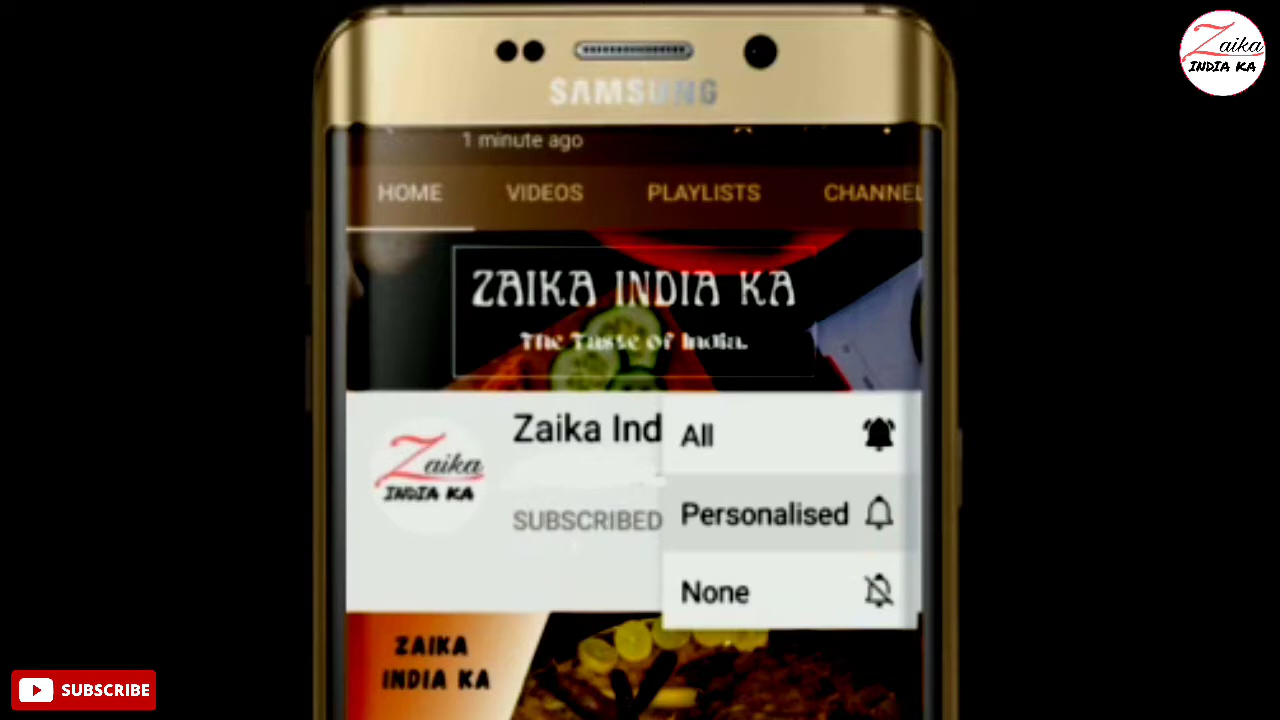 Zaika
INDIA KA
SAMSUNG
1 minute ago
HOME VIDEOS PLAYLISTS CHANNEL
ZAIKA INDIA KA
The Taste of India.
Zaika
INDIA KA
Zaika Ind
SUBSCRIBED
All
Personalised
None
ZAIKA
INDIA KA
SUBSCRIBE